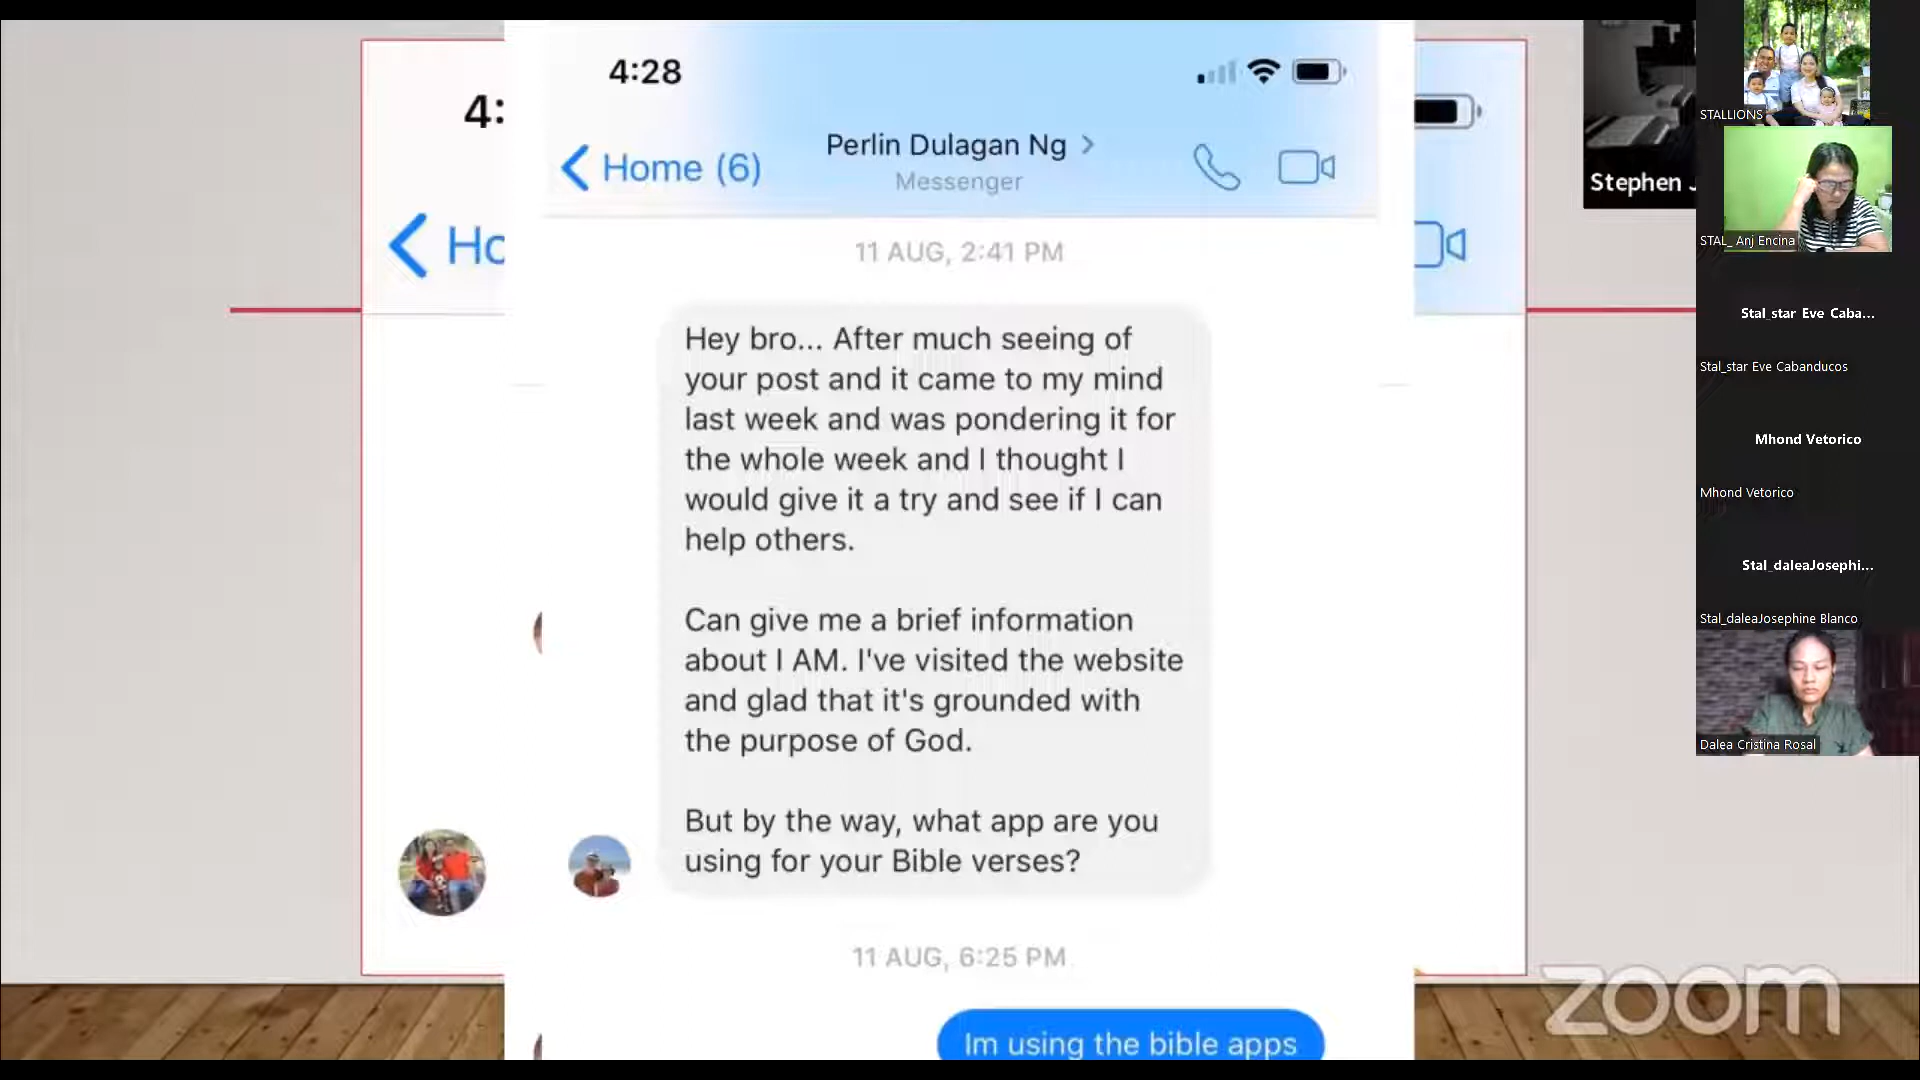 4:28
Home (6)
Perlin Dulagan Ng
Messenger
11 AUG, 2:41 PM
Hey bro... After much seeing of
your post and it came to my mind
last week and was pondering it for
the whole week and I thought I
would give it a try and see if I can
help others.
Can give me a brief information
about I AM. I've visited the website
and glad that it's grounded with
the purpose of God.
But by the way, what app are you
using for your Bible verses?
11 AUG, 6:25 PM
Im using the bible apps
4:
Ho
Stephen J
STALLIONS
STAL_ Anj Encina
Stal_star Eve Caba...
Stal_star Eve Cabanducos
Mhond Vetorico
Mhond Vetorico
Stal_daleaJosephi...
Stal_daleaJosephine Blanco
Dalea Cristina Rosal
zoom